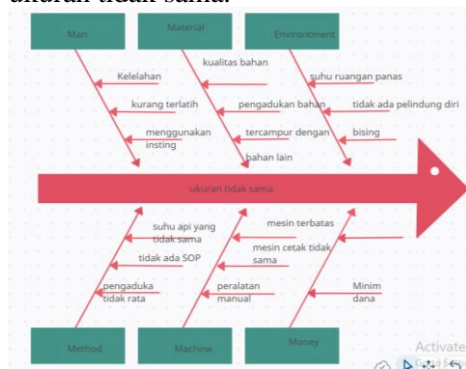 ukuran tidak sama.
Man
Material
Environtment
kualitas bahan
Kelelahan
suhu ruangan panas
kurang terlatih
pengadukan bahan
tidak ada pelindung diri
menggunakan
insting
tercampur dengan
bahan lain
bising
ukuran tidak sama
suhu api yang
tidak sama
mesin terbatas
tidak ada SOP
mesin cetak tidak
sama
pengaduka
tidak rata
peralatan
manual
Minim
dana
Method
Machine
Money
Activate